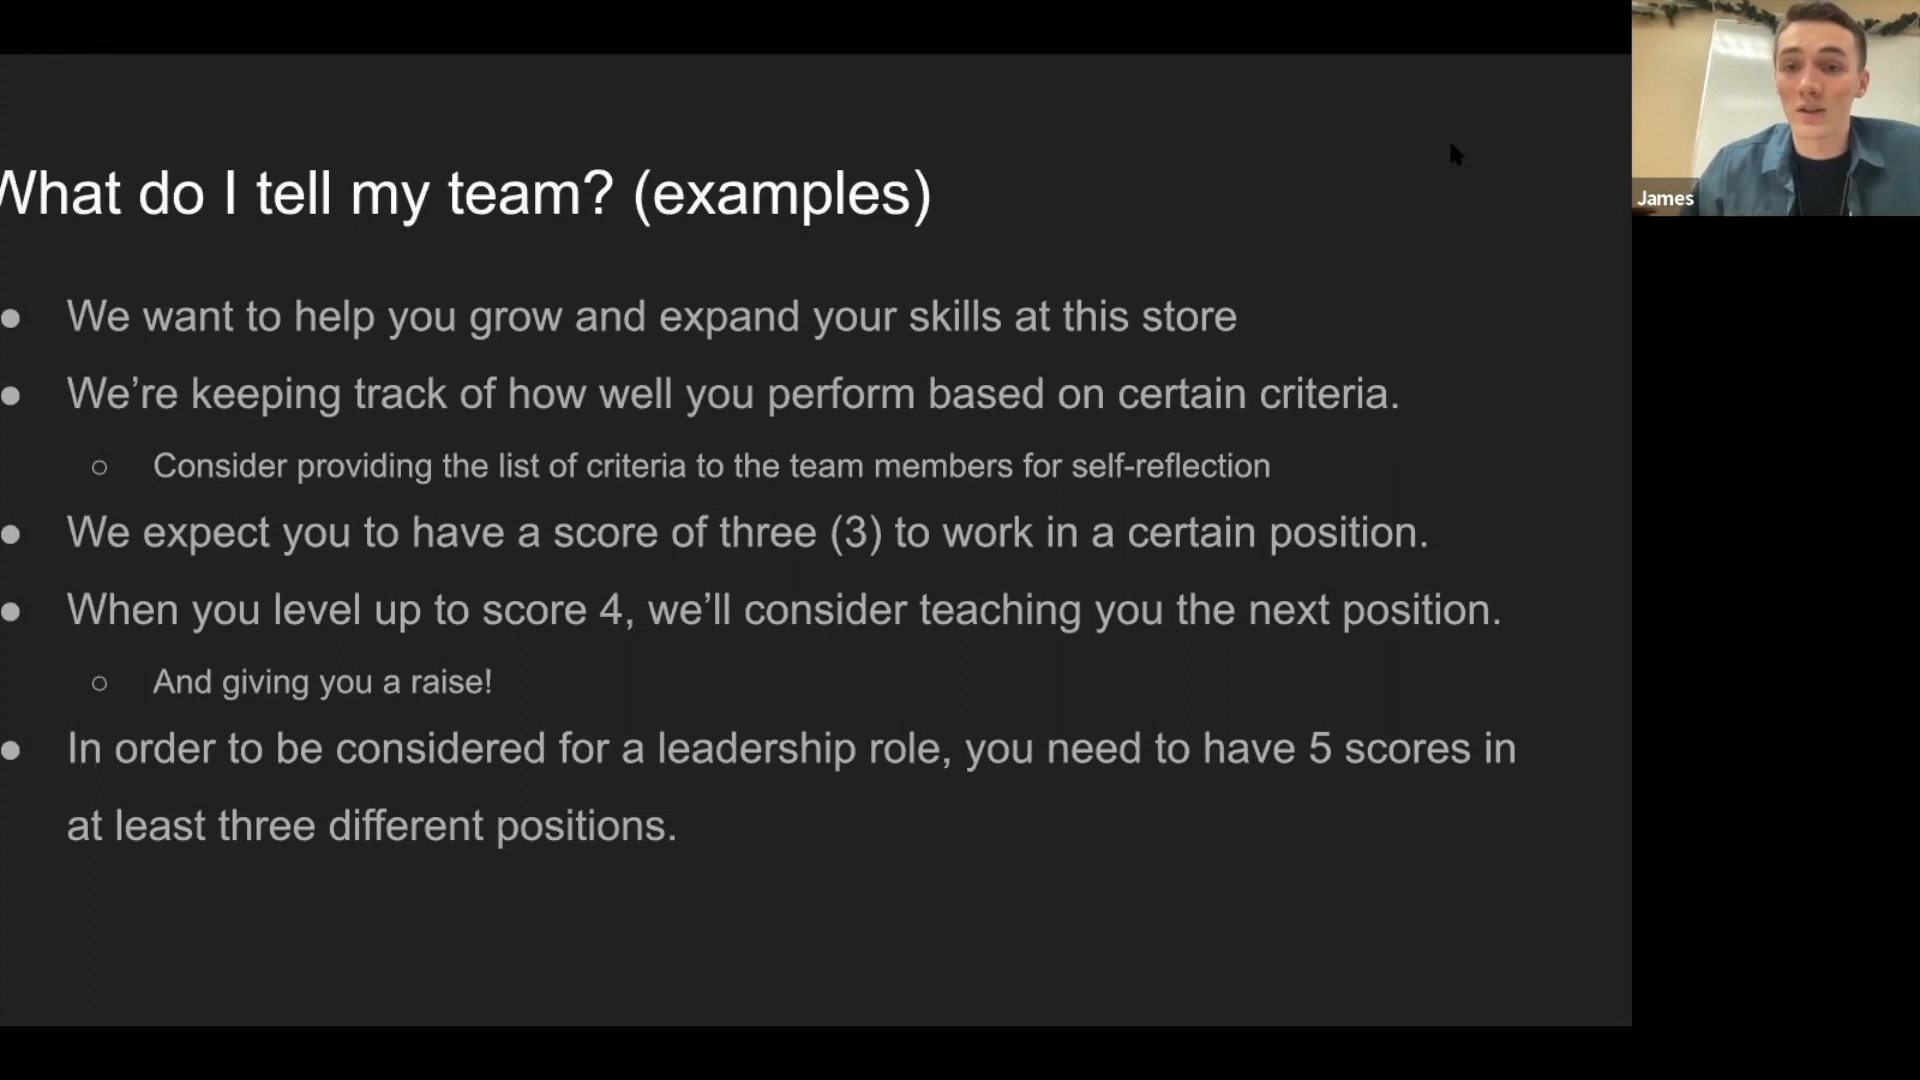 What do I tell my team? (examples)
● We want to help you grow and expand your skills at this store
● We’re keeping track of how well you perform based on certain criteria.
○ Consider providing the list of criteria to the team members for self-reflection
● We expect you to have a score of three (3) to work in a certain position.
● When you level up to score 4, we’ll consider teaching you the next position.
○ And giving you a raise!
● In order to be considered for a leadership role, you need to have 5 scores in
at least three different positions.
James